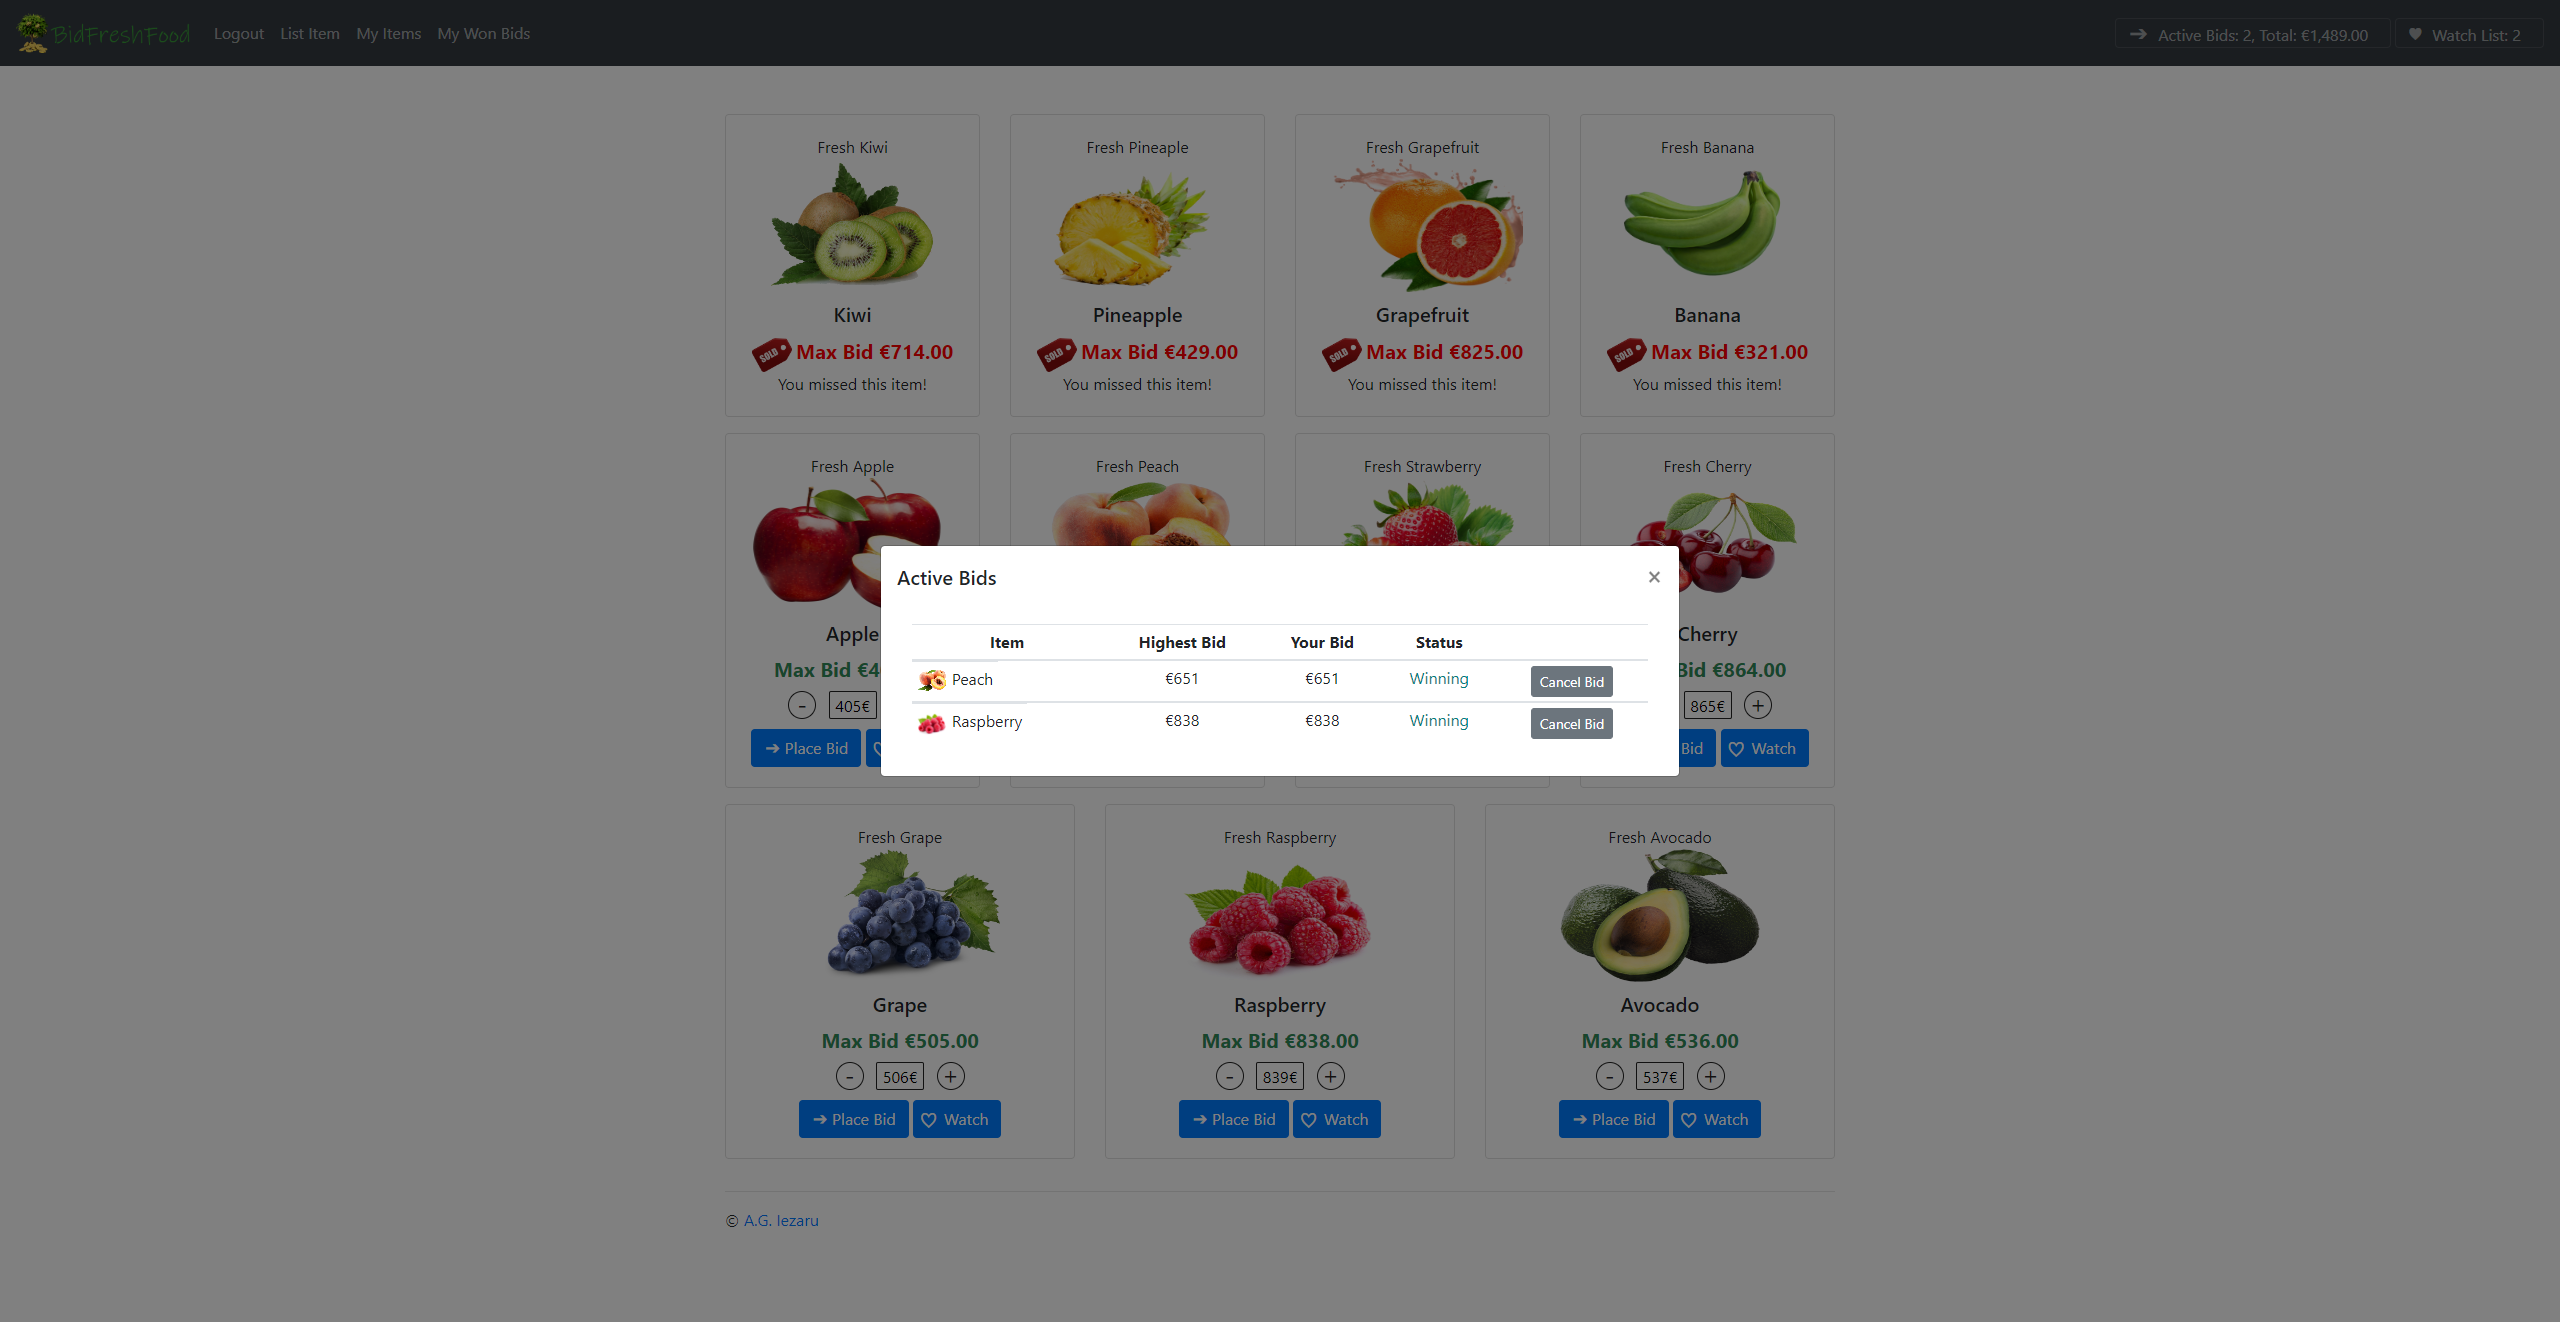 BidFreshFood Logout List Item My Items My Won Bids Active Bids: 2, Total: €1,489.00 Watch List: 2
Fresh Kiwi Fresh Pineaple Fresh Grapefruit Fresh Banana
Kiwi Pineapple Grapefruit Banana
SOLD Max Bid €714.00 SOLD Max Bid €429.00 SOLD Max Bid €825.00 SOLD Max Bid €321.00
You missed this item! You missed this item! You missed this item! You missed this item!
Fresh Apple Fresh Peach Fresh Strawberry Fresh Cherry
Active Bids ×
Apple Cherry
Item Highest Bid Your Bid Status
Max Bid Bid €864.00
Peach €651 €651 Winning Cancel Bid
- 405€ 865€ +
Raspberry €838 €838 Winning Cancel Bid
Place Bid Bid Watch
Fresh Grape Fresh Raspberry Fresh Avocado
Grape Raspberry Avocado
Max Bid €505.00 Max Bid €838.00 Max Bid €536.00
- 506€ + - 839€ + - 537€ +
Place Bid Watch Place Bid Watch Place Bid Watch
© A.G. Iezaru